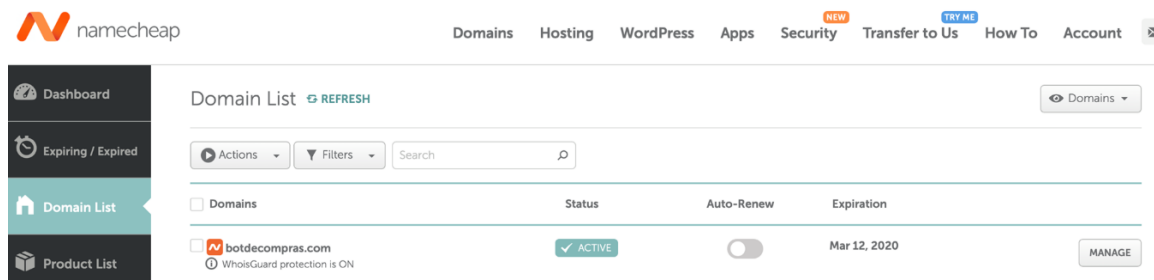 namecheap
NEW
TRY ME
Domains Hosting WordPress Apps Security Transfer to Us How To Account
Dashboard
Expiring / Expired
Domain List
Product List
Domain List REFRESH
Domains
Actions Filters Search
Domains Status Auto-Renew Expiration
botdecompras.com ACTIVE Mar 12, 2020
WhoisGuard protection is ON MANAGE